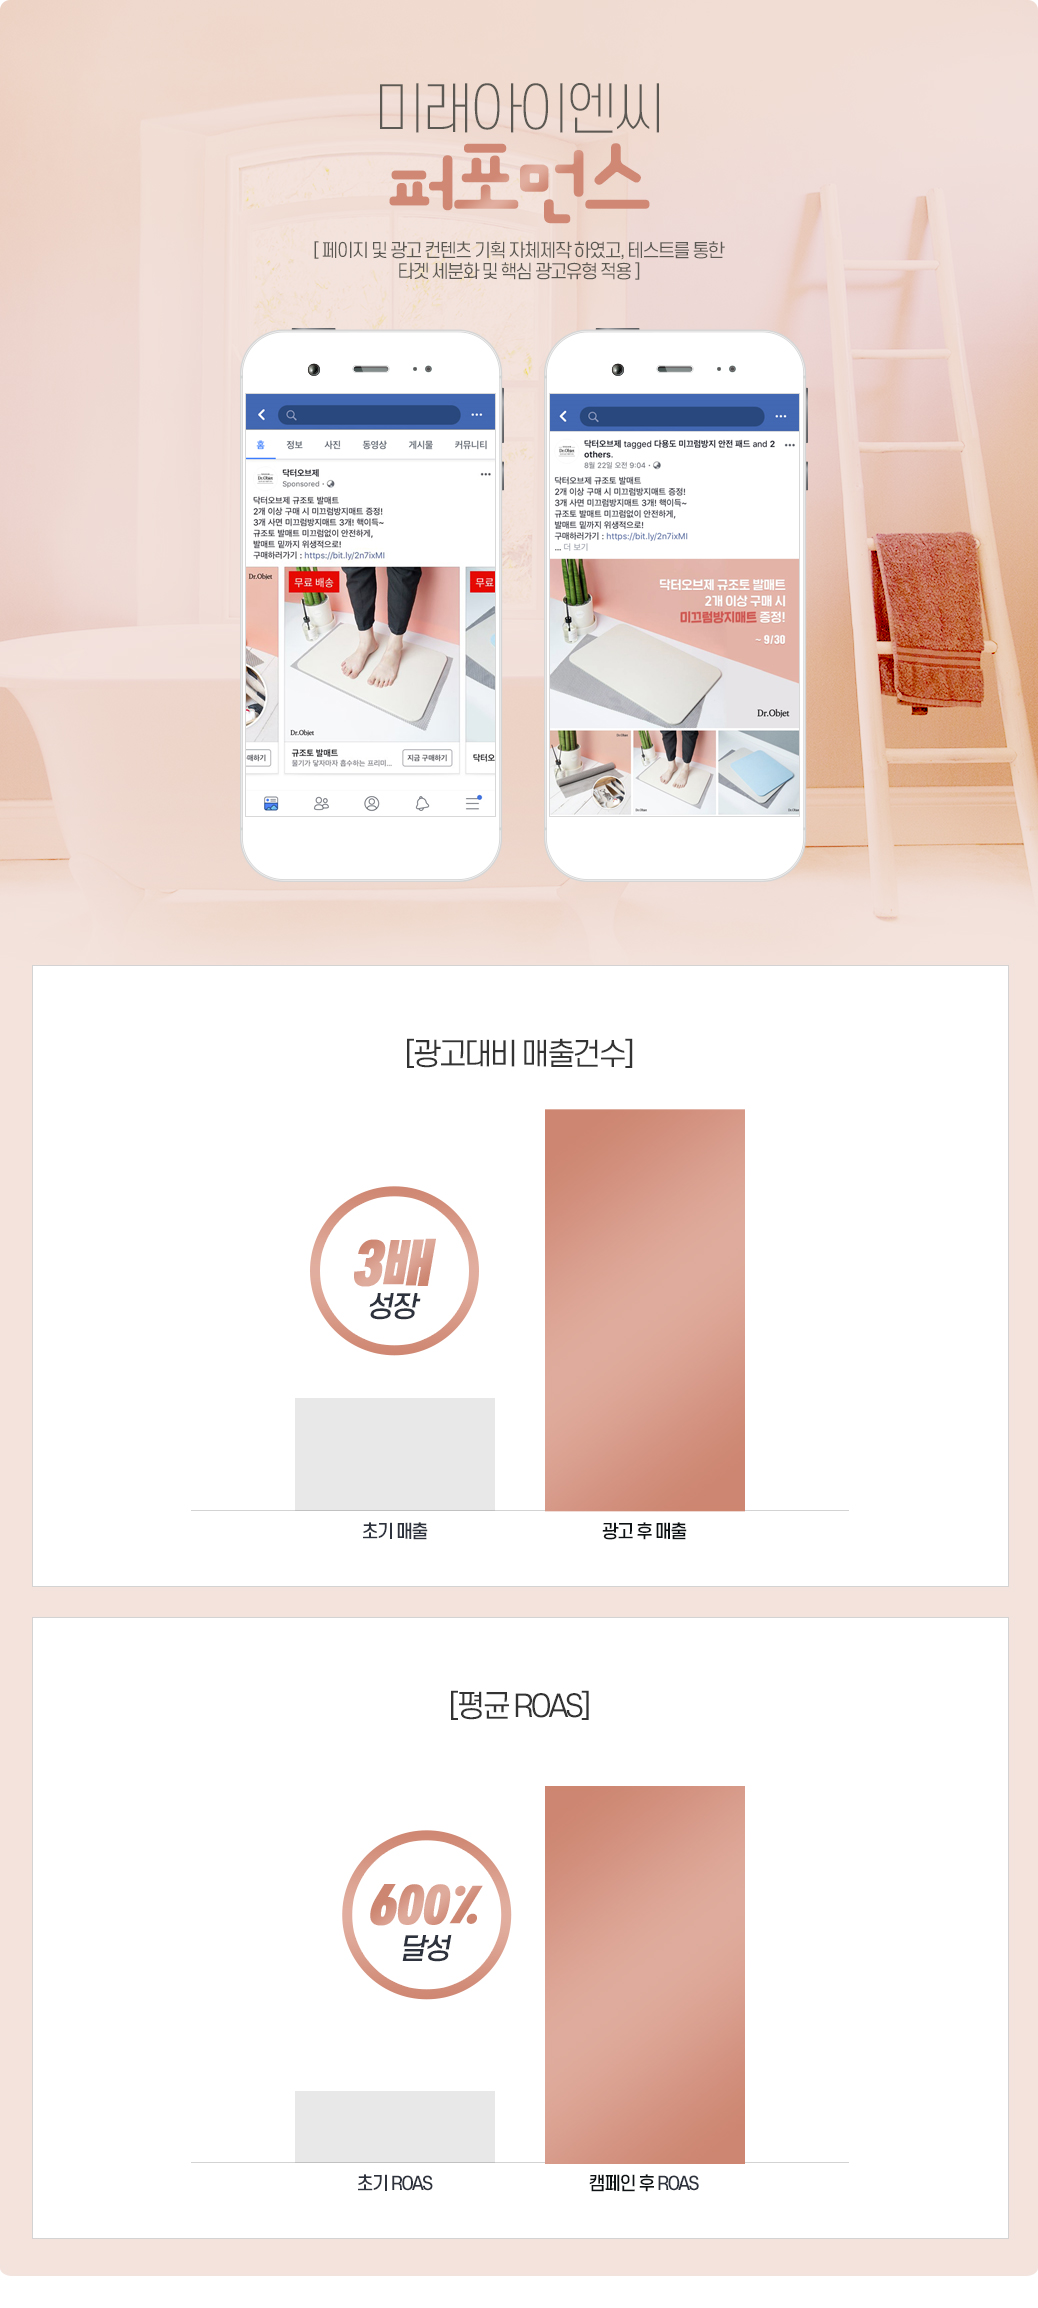 미래아이엔씨
퍼포먼스
[ 페이지 및 광고 컨텐츠 기획 자체제작 하였고, 테스트를 통한
타겟 세분화 및 핵심 광고유형 적용 ]
홈 정보 사진 동영상 게시물 커뮤니티
Dr.Objet
닥터오브제
Sponsored ·
닥터오브제 규조토 발매트
2개 이상 구매 시 미끄럼방지매트 증정!
3개 사면 미끄럼방지매트 3개! 핵이득~
규조토 발매트 미끄럼없이 안전하게,
발매트 밑까지 위생적으로!
구매하러가기 : https://bit.ly/2n7ixMI
Dr.Objet
무료 배송
무료
Dr.Objet
매하기
규조토 발매트
물기가 닿자마자 흡수하는 프리미...
지금 구매하기
닥터오
Dr.Objet
닥터오브제 tagged 다용도 미끄럼방지 안전 패드 and 2
others.
8월 22일 오전 9:04 ·
닥터오브제 규조토 발매트
2개 이상 구매 시 미끄럼방지매트 증정!
3개 사면 미끄럼방지매트 3개! 핵이득~
규조토 발매트 미끄럼없이 안전하게,
발매트 밑까지 위생적으로!
구매하러가기 : https://bit.ly/2n7ixMI
... 더 보기
닥터오브제 규조토 발매트
2개 이상 구매 시
미끄럼방지매트 증정!
~ 9/30
Dr.Objet
[광고대비 매출건수]
3배
성장
초기 매출
광고 후 매출
[평균 ROAS]
600%
달성
초기 ROAS
캠페인 후 ROAS